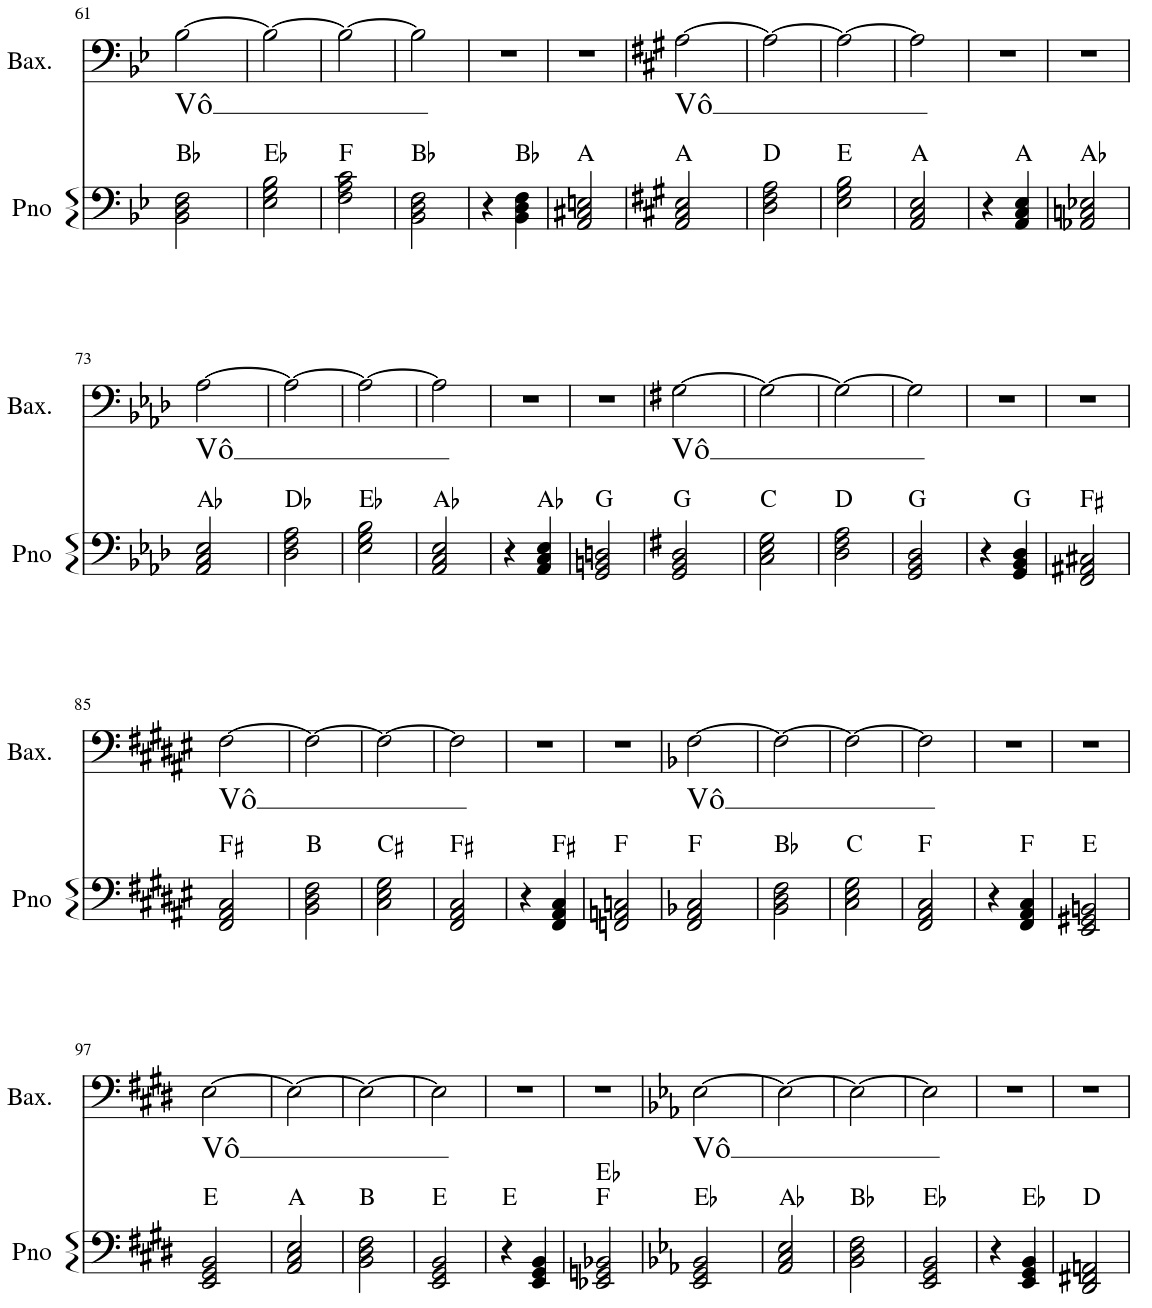 61
Bax.
Vô
B♭ E♭ F B♭ B♭ A A D E A A A♭
Pno
73
Bax.
Vô Vô
A♭ D♭ E♭ A♭ A♭ G G C D G G F♯
Pno
85
Bax.
Vô Vô
F♯ B C♯ F♯ F♯ F F B♭ C F F E
Pno
97
Bax.
Vô Vô
E♭
E A B E E F E♭ A♭ B♭ E♭ E♭ D
Pno